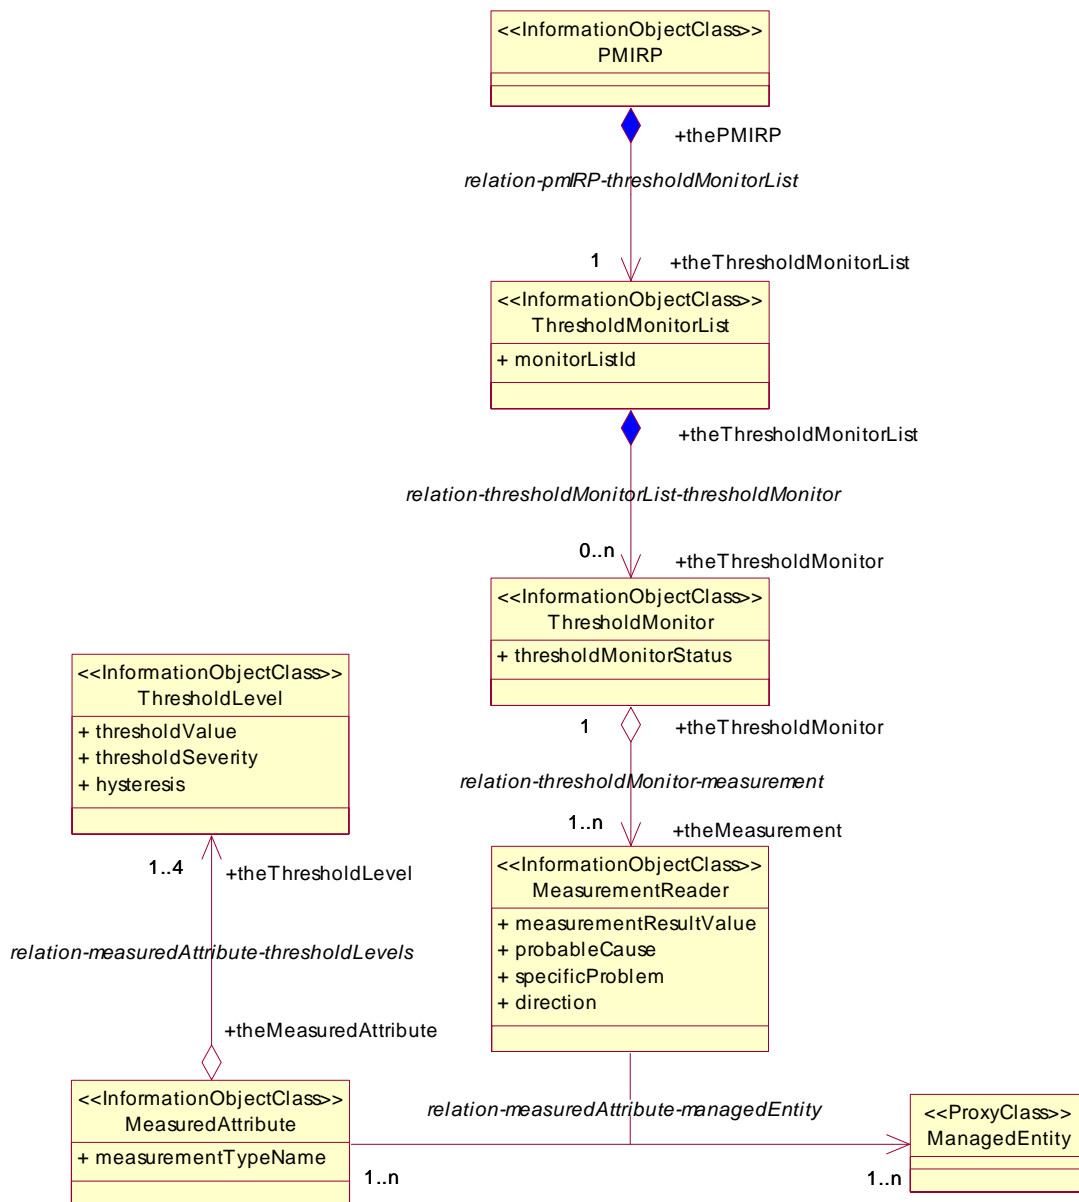 <<InformationObjectClass>>
PMIRP
+thePMIRP
relation-pmIRP-thresholdMonitorList
1
+theThresholdMonitorList
<<InformationObjectClass>>
ThresholdMonitorList
+ monitorListId
+theThresholdMonitorList
relation-thresholdMonitorList-thresholdMonitor
0..n
+theThresholdMonitor
<<InformationObjectClass>>
ThresholdMonitor
+ thresholdMonitorStatus
1
+theThresholdMonitor
relation-thresholdMonitor-measurement
1..n
+theMeasurement
<<InformationObjectClass>>
MeasurementReader
+ measurementResultValue
+ probableCause
+ specificProblem
+ direction
<<InformationObjectClass>>
ThresholdLevel
+ thresholdValue
+ thresholdSeverity
+ hysteresis
1..4
+theThresholdLevel
relation-measuredAttribute-thresholdLevels
+theMeasuredAttribute
<<InformationObjectClass>>
MeasuredAttribute
+ measurementTypeName
1..n
relation-measuredAttribute-managedEntity
1..n
<<ProxyClass>>
ManagedEntity